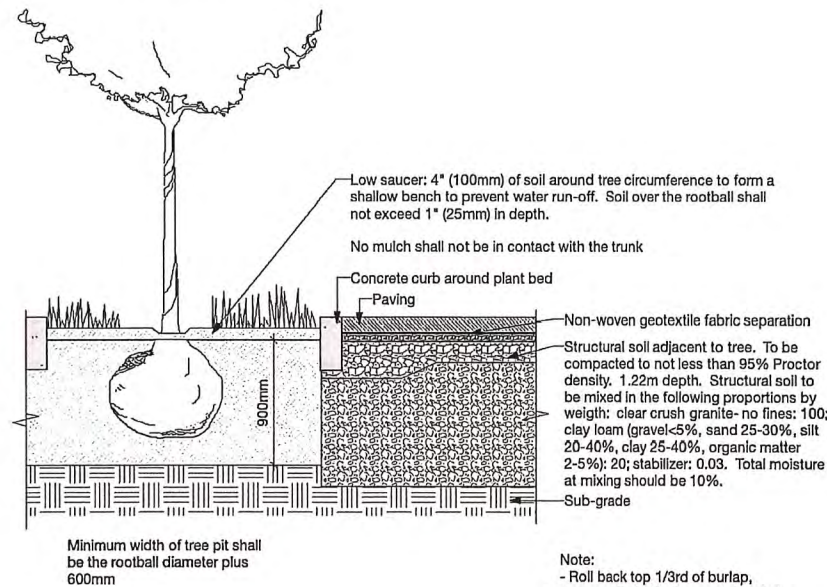 Low saucer: 4" (100mm) of soil around tree circumference to form a
shallow bench to prevent water run-off. Soil over the rootball shall
not exceed 1" (25mm) in depth.
No mulch shall not be in contact with the trunk
Concrete curb around plant bed
Paving
Non-woven geotextile fabric separation
Structural soil adjacent to tree. To be
compacted to not less than 95% Proctor
density. 1.22m depth. Structural soil to
be mixed in the following proportions by
weigth: clear crush granite- no fines: 100;
clay loam (gravel<5%, sand 25-30%, silt
20-40%, clay 25-40%, organic matter
2-5%): 20; stabilizer: 0.03. Total moisture
at mixing should be 10%.
900mm
Sub-grade
Minimum width of tree pit shall
be the rootball diameter plus
600mm
Note:
- Roll back top 1/3rd of burlap,